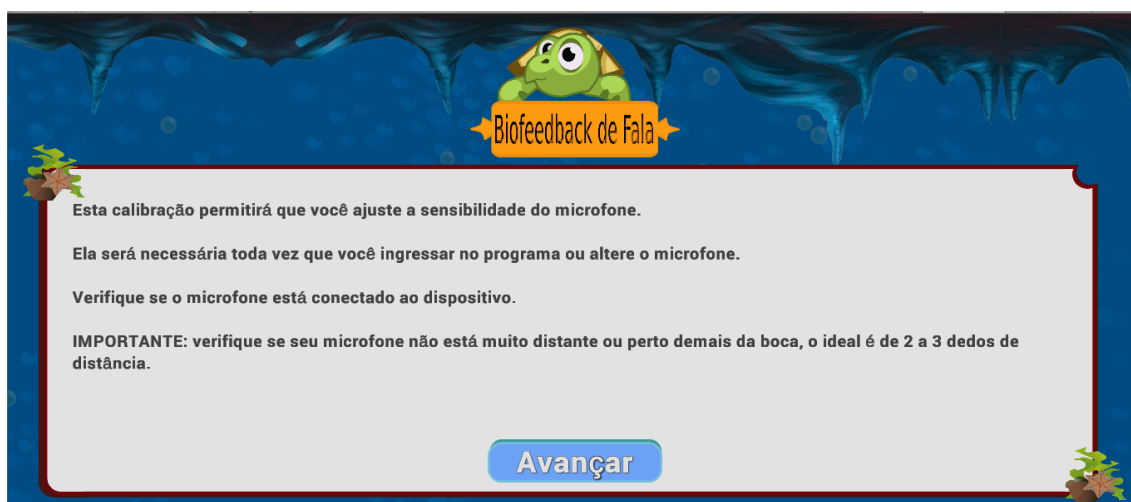 Biofeedback de Fala
Esta calibração permitirá que você ajuste a sensibilidade do microfone.
Ela será necessária toda vez que você ingressar no programa ou altere o microfone.
Verifique se o microfone está conectado ao dispositivo.
IMPORTANTE: verifique se seu microfone não está muito distante ou perto demais da boca, o ideal é de 2 a 3 dedos de
distância.
Avançar